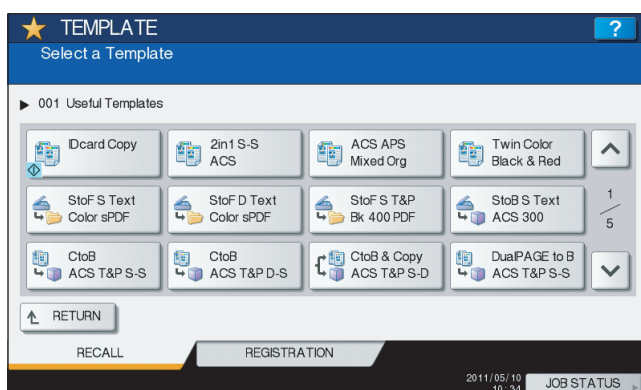 TEMPLATE
?
Select a Template
001 Useful Templates
IDcard Copy
2in1 S-S
ACS
ACS APS
Mixed Org
Twin Color
Black & Red
StoF S Text
Color sPDF
StoF D Text
Color sPDF
StoF S T&P
Bk 400 PDF
StoB S Text
ACS 300
1
5
CtoB
ACS T&P S-S
CtoB
ACS T&P D-S
CtoB & Copy
ACS T&P S-D
DualPAGE to B
ACS T&P S-S
RETURN
RECALL
REGISTRATION
2011/05/10
10:34
JOB STATUS